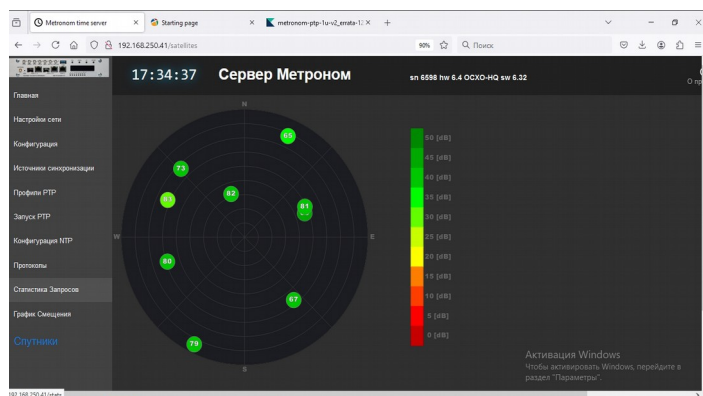 Metronom time server
Starting page
metronom-ptp-1u-v2_errata-1
192.168.250.41/satellites
90%
Поиск
17:34:37
Сервер Метроном
sn 6598 hw 6.4 OCXO-HQ sw 6.32
О пр
Главная
Настройки сети
Конфигурация
Источники синхронизации
Профили PTP
Запуск PTP
Конфигурация NTP
Протоколы
Статистика Запросов
График Смещения
Спутники
N
65
73
82
81
W
E
80
67
79
S
50 [dB]
45 [dB]
40 [dB]
35 [dB]
30 [dB]
25 [dB]
20 [dB]
15 [dB]
10 [dB]
5 [dB]
0 [dB]
Активация Windows
Чтобы активировать Windows, перейдите в
раздел "Параметры".
192.168.250.41/stats